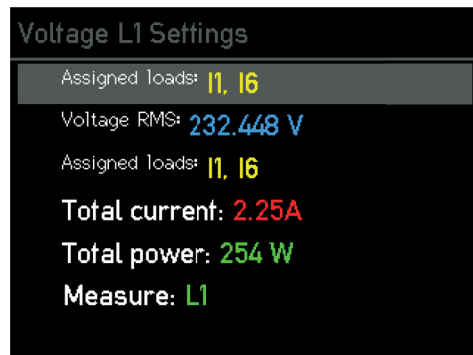 Voltage L1 Settings
Assigned loads: I1, I6
Voltage RMS: 232.448 V
Assigned loads: I1, I6
Total current: 2.25A
Total power: 254 W
Measure: L1